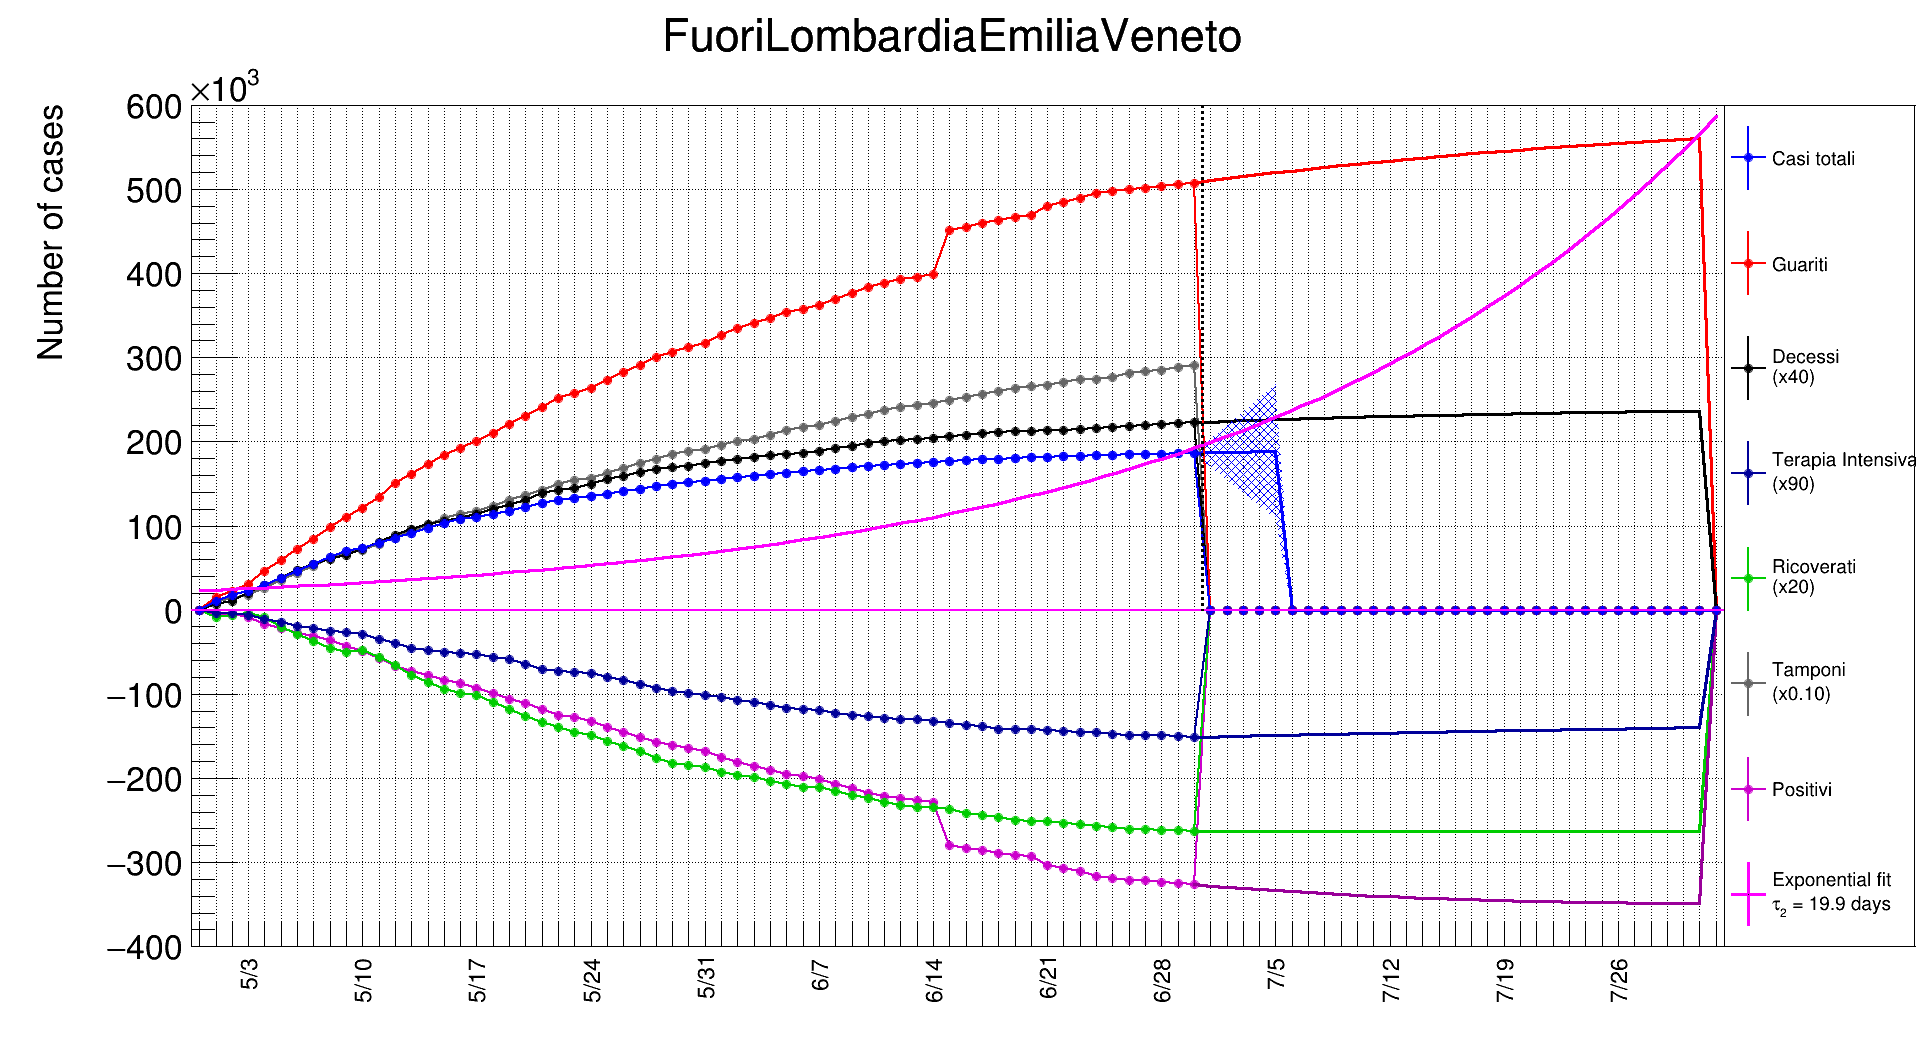 FuoriLombardiaEmiliaVeneto
×10³
Number of cases
600
500
400
300
200
100
0
−100
−200
−300
−400
5/3
5/10
5/17
5/24
5/31
6/7
6/14
6/21
6/28
7/5
7/12
7/19
7/26
Casi totali
Guariti
Decessi
(x40)
Terapia Intensiva
(x90)
Ricoverati
(x20)
Tamponi
(x0.10)
Positivi
Exponential fit
τ₂ = 19.9 days